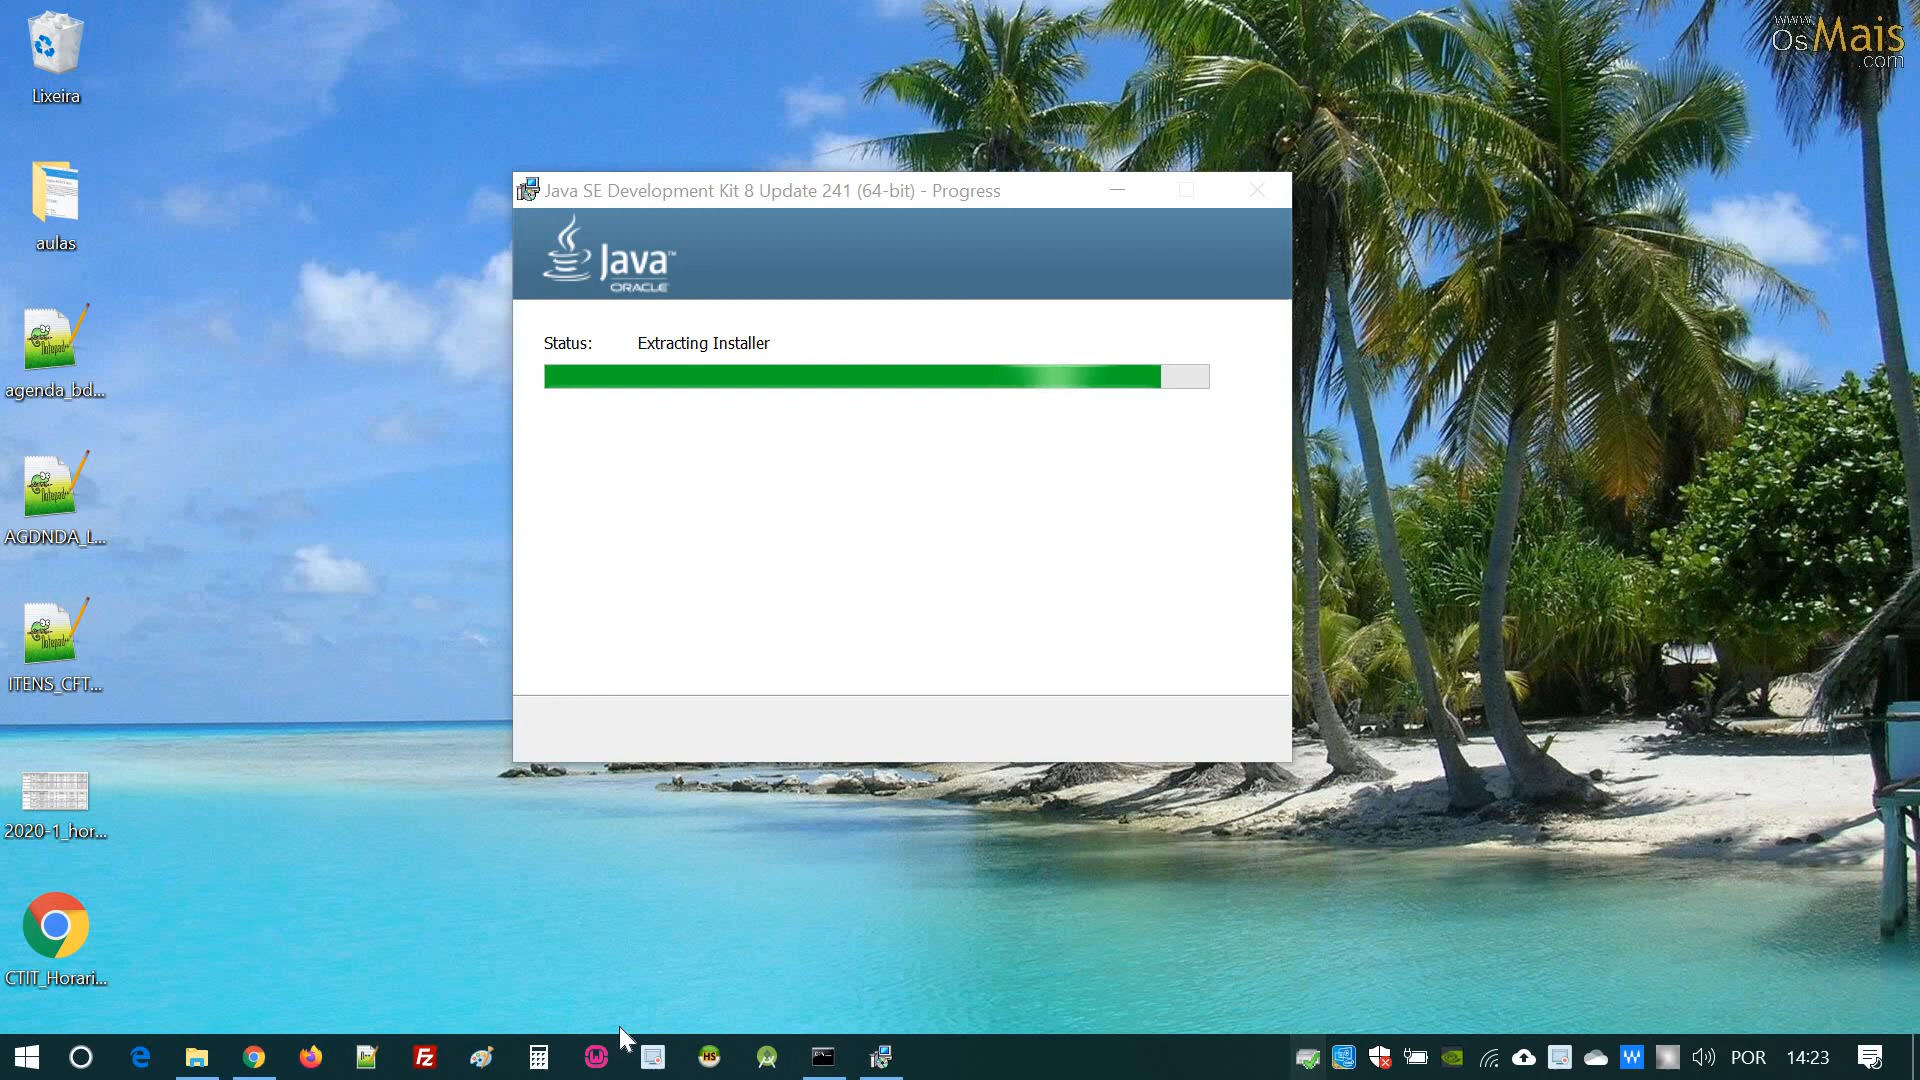 www.
OsMais
.com
Lixeira
aulas
agenda_bd...
AGDNDA_L...
ITENS_CFT...
2020-1_hor...
CTIT_Horari...
Java SE Development Kit 8 Update 241 (64-bit) - Progress
Java™
ORACLE
Status: Extracting Installer
POR 14:23